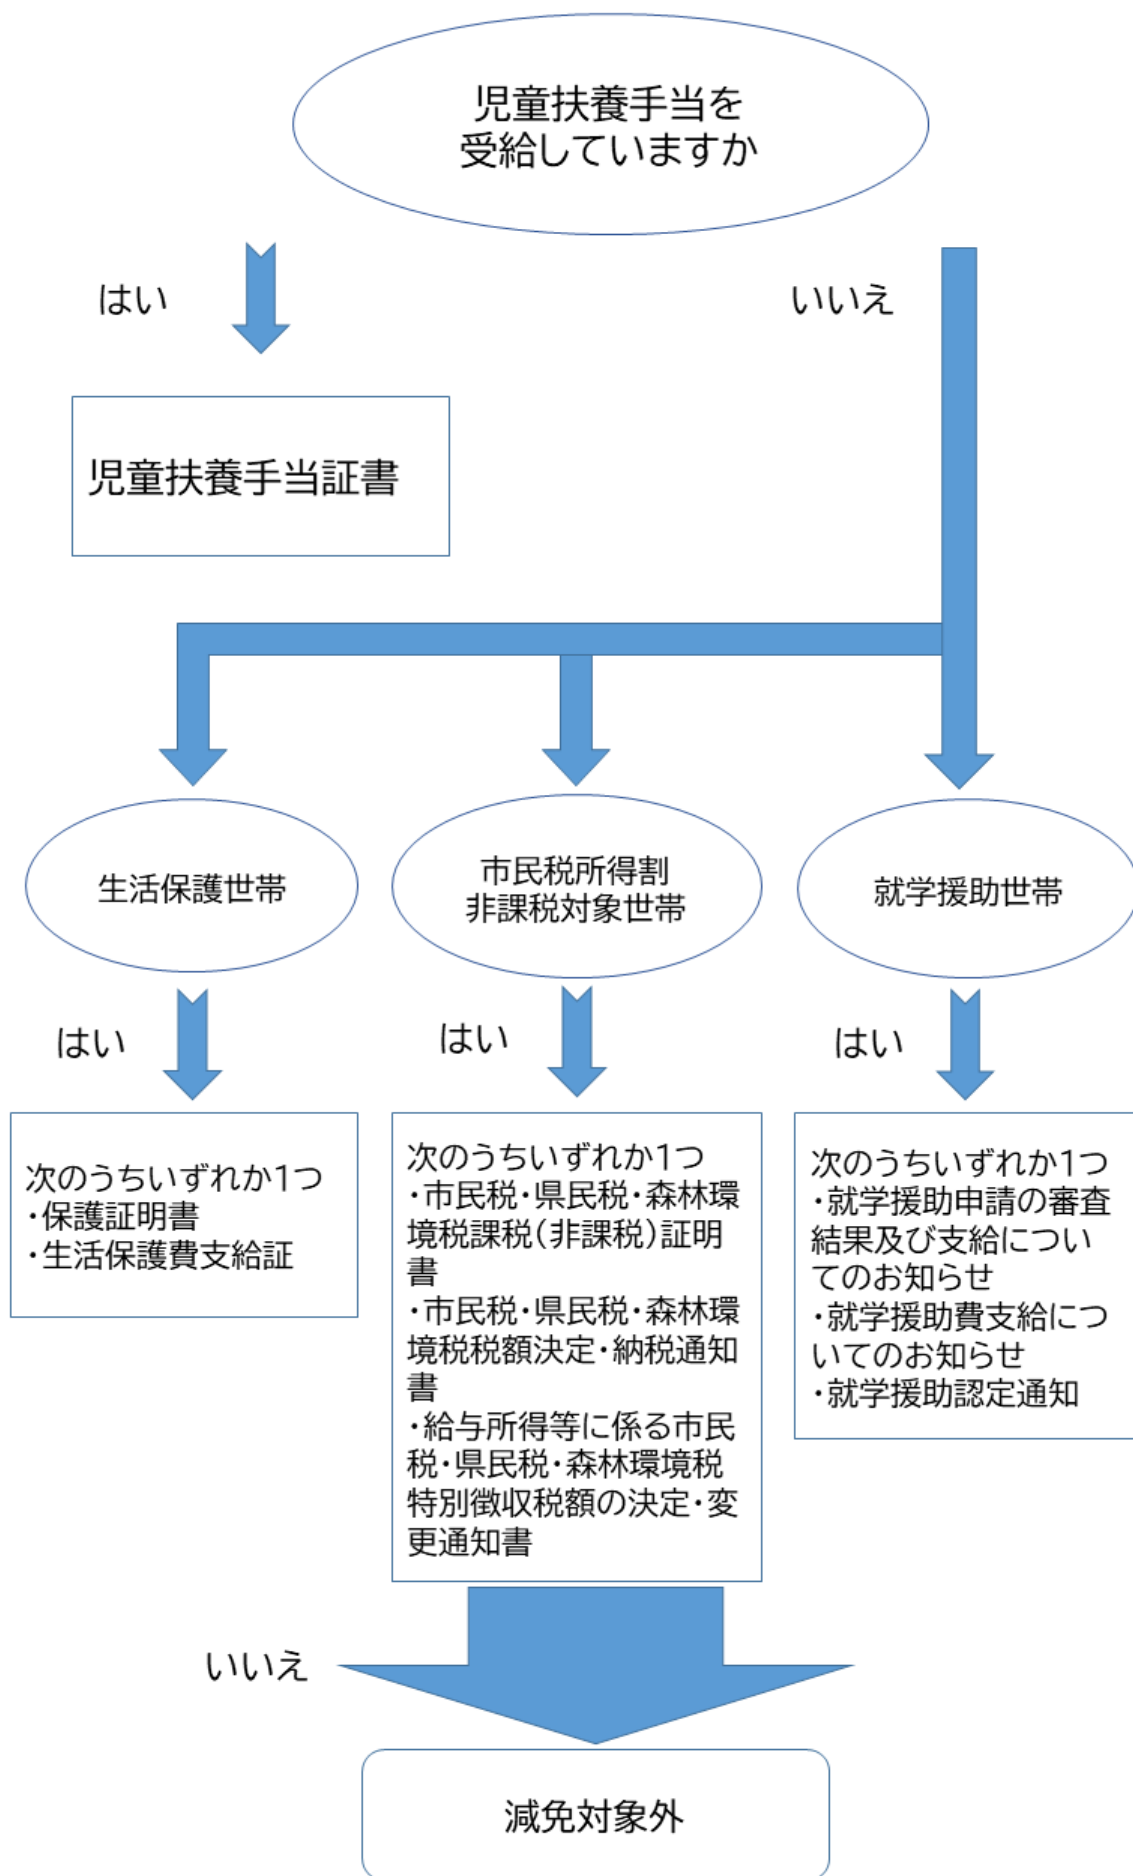 児童扶養手当を
受給していますか
はい
いいえ
児童扶養手当証書
生活保護世帯
市民税所得割
非課税対象世帯
就学援助世帯
はい
はい
はい
次のうちいずれか1つ
・保護証明書
・生活保護費支給証
次のうちいずれか1つ
・市民税・県民税・森林環
境税課税(非課税)証明
書
・市民税・県民税・森林環
境税税額決定・納税通知
書
・給与所得等に係る市民
税・県民税・森林環境税
特別徴収税額の決定・変
更通知書
次のうちいずれか1つ
・就学援助申請の審査
結果及び支給につい
てのお知らせ
・就学援助費支給につ
いてのお知らせ
・就学援助認定通知
いいえ
減免対象外